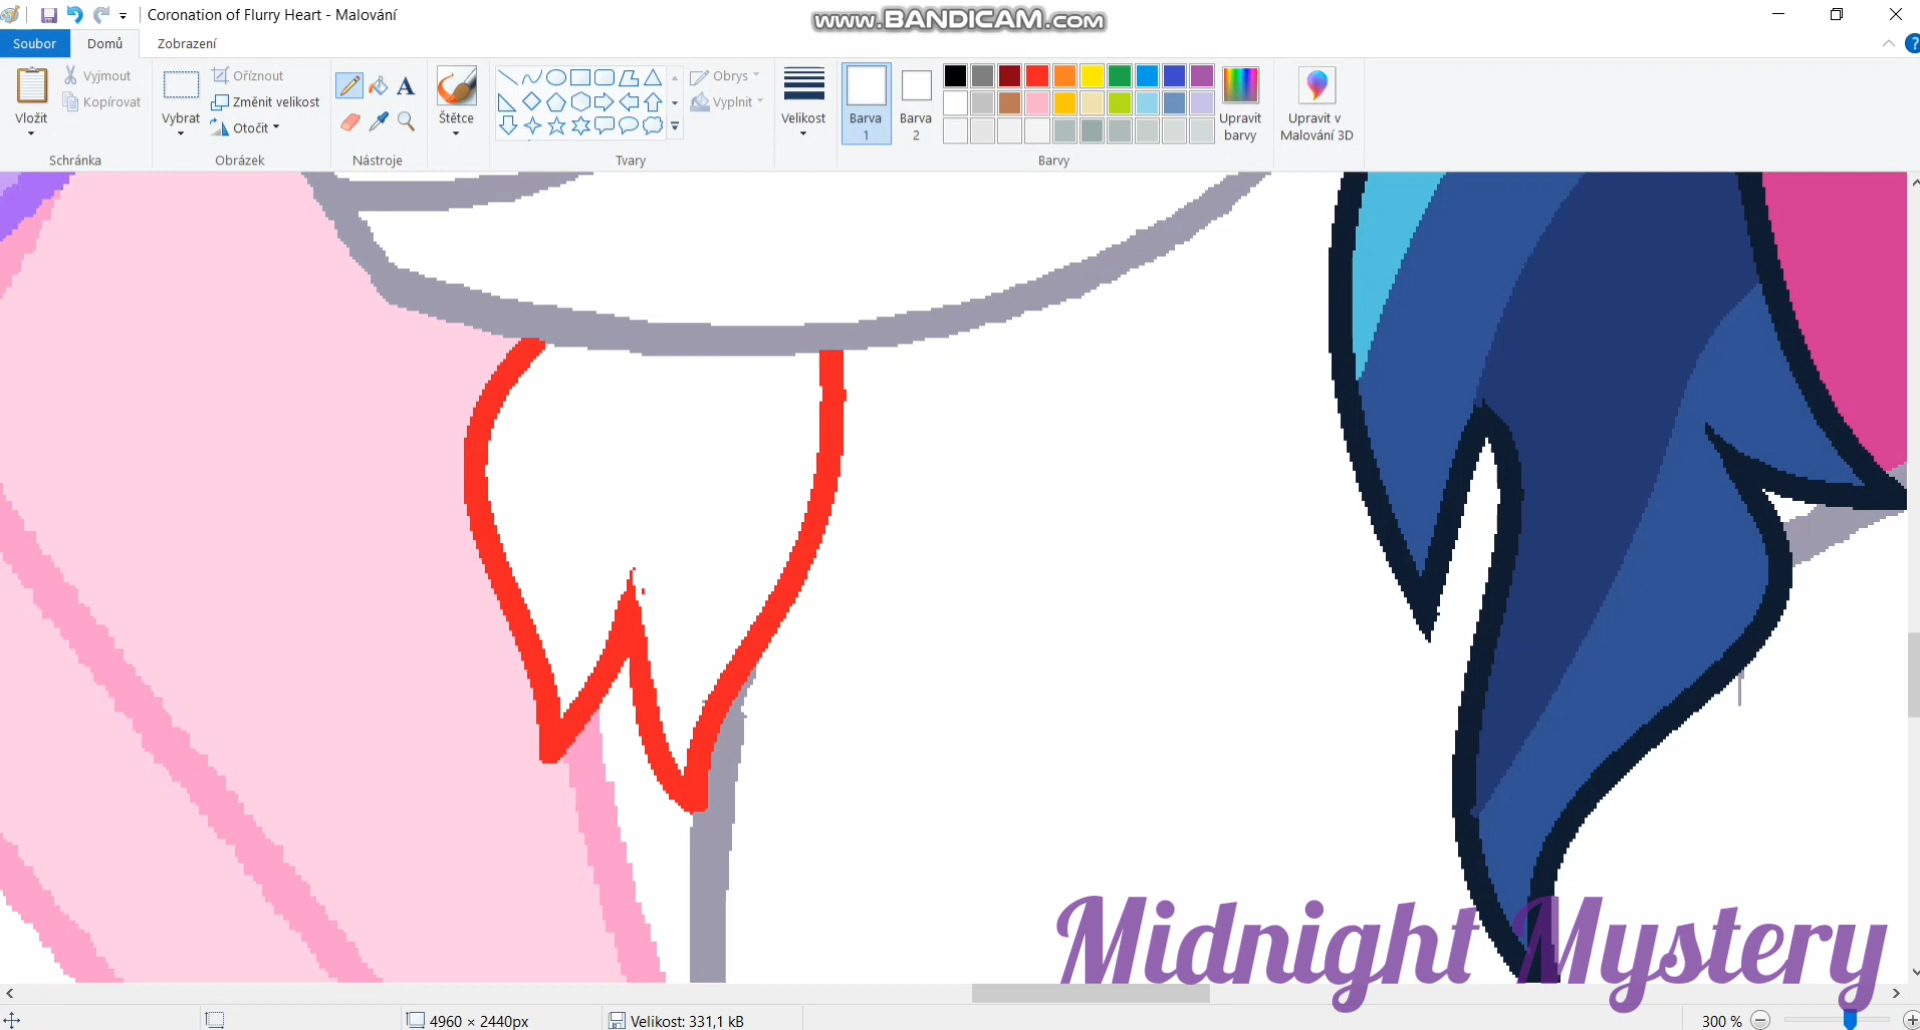 Coronation of Flurry Heart - Malování
www.BANDICAM.com
Soubor
Domů
Zobrazení
?
Vložit
Vyjmout
Kopírovat
Schránka
Vybrat
Oříznout
Změnit velikost
Otočit
Obrázek
A
Nástroje
Štětce
Obrys
Vyplnit
Tvary
Velikost
Barva
1
Barva
2
Upravit
barvy
Barvy
Upravit v
Malování 3D
Midnight Mystery
4960 × 2440px
Velikost: 331,1 kB
300 %